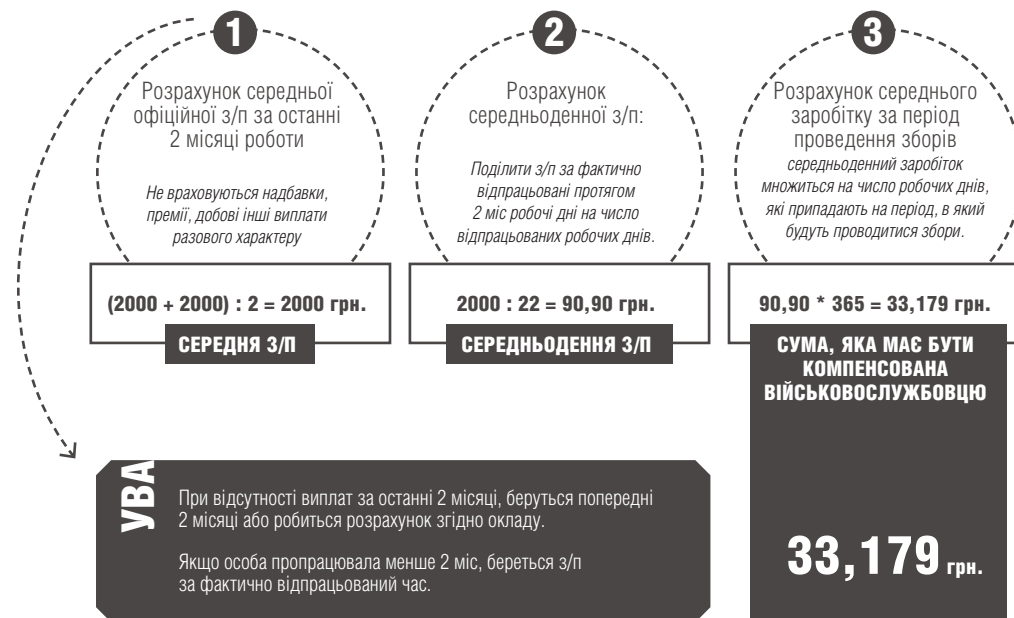 1
Розрахунок середньої
офіційної з/п за останні
2 місяці роботи
Не враховуються надбавки,
премії, добові інші виплати
разового характеру
(2000 + 2000) : 2 = 2000 грн.
СЕРЕДНЯ З/П
2
Розрахунок
середньоденної з/п:
Поділити з/п за фактично
відпрацьовані протягом
2 міс робочі дні на число
відпрацьованих робочих днів.
2000 : 22 = 90,90 грн.
СЕРЕДНЬОДЕННЯ З/П
3
Розрахунок середнього
заробітку за період
проведення зборів
середньоденний заробіток
множиться на число робочих днів,
які припадають на період, в який
будуть проводитися збори.
90,90 * 365 = 33,179 грн.
СУМА, ЯКА МАЄ БУТИ
КОМПЕНСОВАНА
ВІЙСЬКОВОСЛУЖБОВЦЮ
33,179 грн.
УВА
При відсутності виплат за останні 2 місяці, беруться попередні
2 місяці або робиться розрахунок згідно окладу.
Якщо особа пропрацювала менше 2 міс, береться з/п
за фактично відпрацьований час.